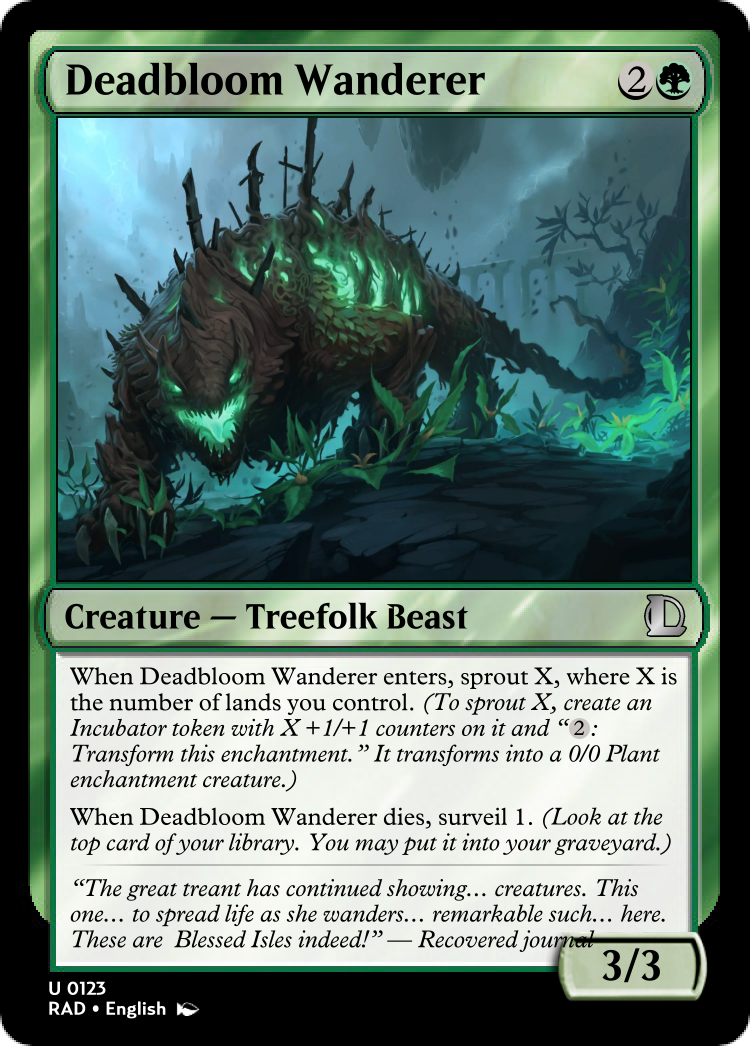 Deadbloom Wanderer 2
Creature — Treefolk Beast
When Deadbloom Wanderer enters, sprout X, where X is
the number of lands you control. (To sprout X, create an
Incubator token with X +1/+1 counters on it and “2:
Transform this enchantment.” It transforms into a 0/0 Plant
enchantment creature.)
When Deadbloom Wanderer dies, surveil 1. (Look at the
top card of your library. You may put it into your graveyard.)
“The great treant has continued showing… creatures. This
one… to spread life as she wanders… remarkable such… here.
These are  Blessed Isles indeed!” — Recovered journal
3/3
U 0123
RAD • English